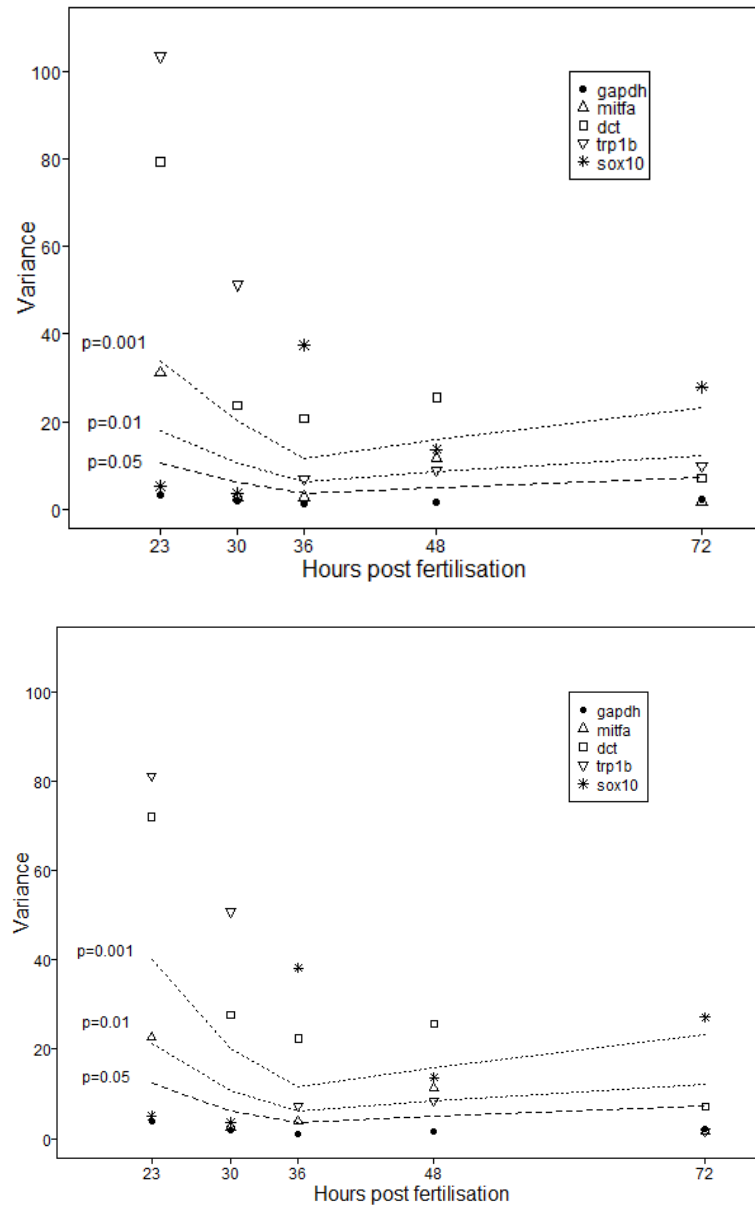 100
80
60
40
20
0
Variance
p=0.001
p=0.01
p=0.05
gapdh
mitfa
dct
trp1b
sox10
23 30 36 48 72
Hours post fertilisation
100
80
60
40
20
0
Variance
p=0.001
p=0.01
p=0.05
gapdh
mitfa
dct
trp1b
sox10
23 30 36 48 72
Hours post fertilisation